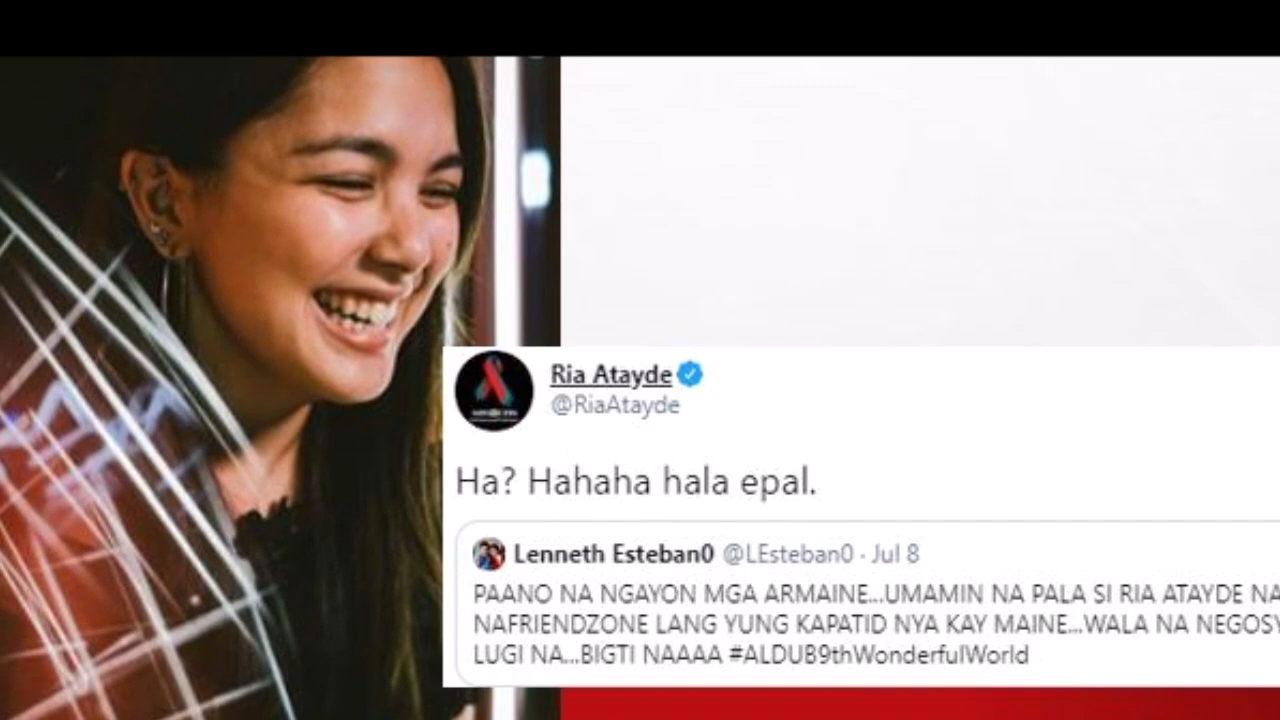 Ria Atayde
@RiaAtayde
Ha? Hahaha hala epal.
Lenneth Esteban0 @LEsteban0 · Jul 8
PAANO NA NGAYON MGA ARMAINE...UMAMIN NA PALA SI RIA ATAYDE NA
NAFRIENDZONE LANG YUNG KAPATID NYA KAY MAINE...WALA NA
LUGI NA...BIGTI NAAAA #ALDUB9thWonderfulWorld